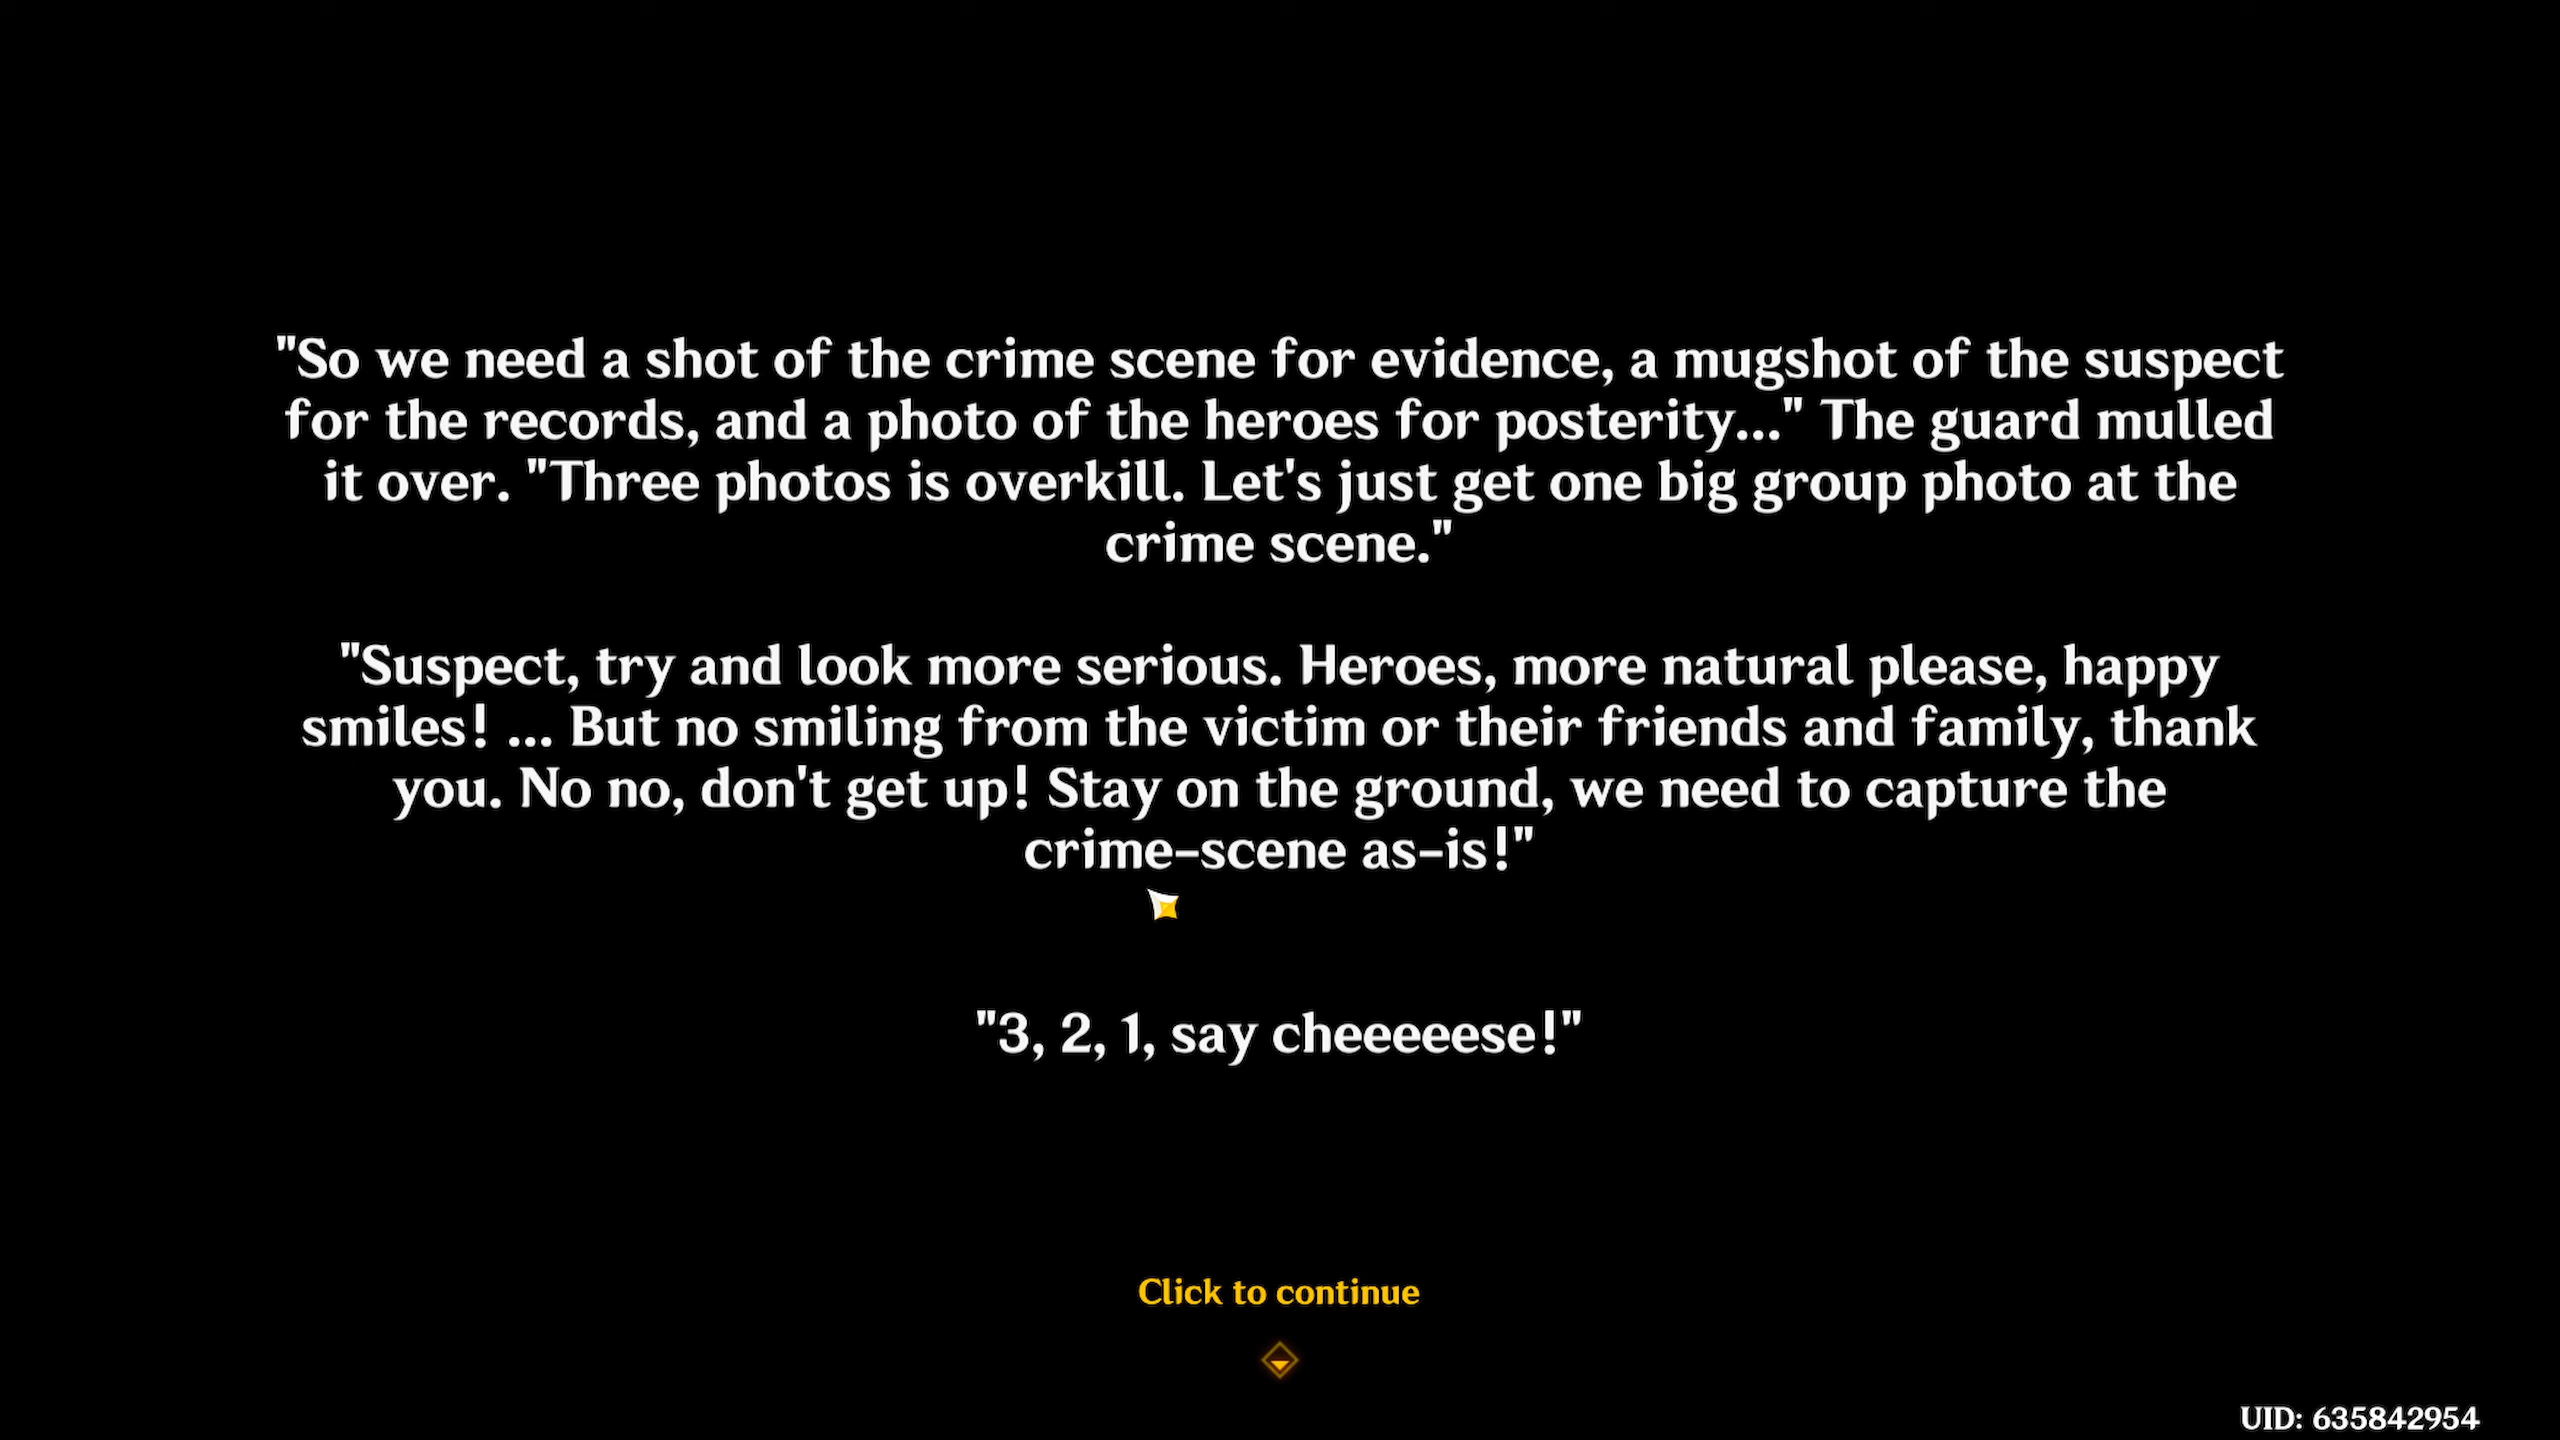 "So we need a shot of the crime scene for evidence, a mugshot of the suspect
for the records, and a photo of the heroes for posterity..." The guard mulled
it over. "Three photos is overkill. Let's just get one big group photo at the
crime scene."
"Suspect, try and look more serious. Heroes, more natural please, happy
smiles! ... But no smiling from the victim or their friends and family, thank
you. No no, don't get up! Stay on the ground, we need to capture the
crime-scene as-is!"
"3, 2, 1, say cheeeeese!"
Click to continue
UID: 635842954